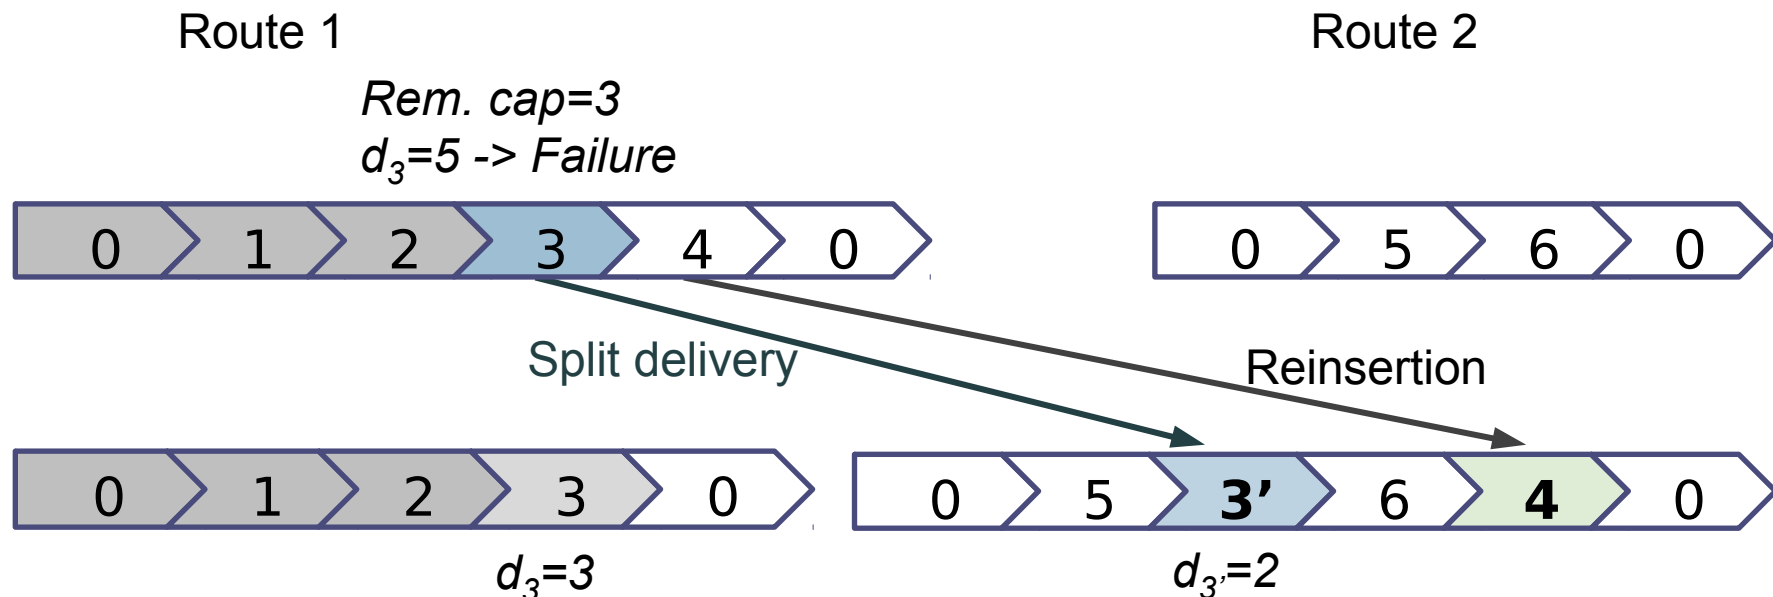 Route 1
Route 2
Rem. cap=3
d3=5 -> Failure
0 1 2 3 4 0
0 5 6 0
Split delivery
Reinsertion
0 1 2 3 0
0 5 3’ 6 4 0
d3=3
d3’=2